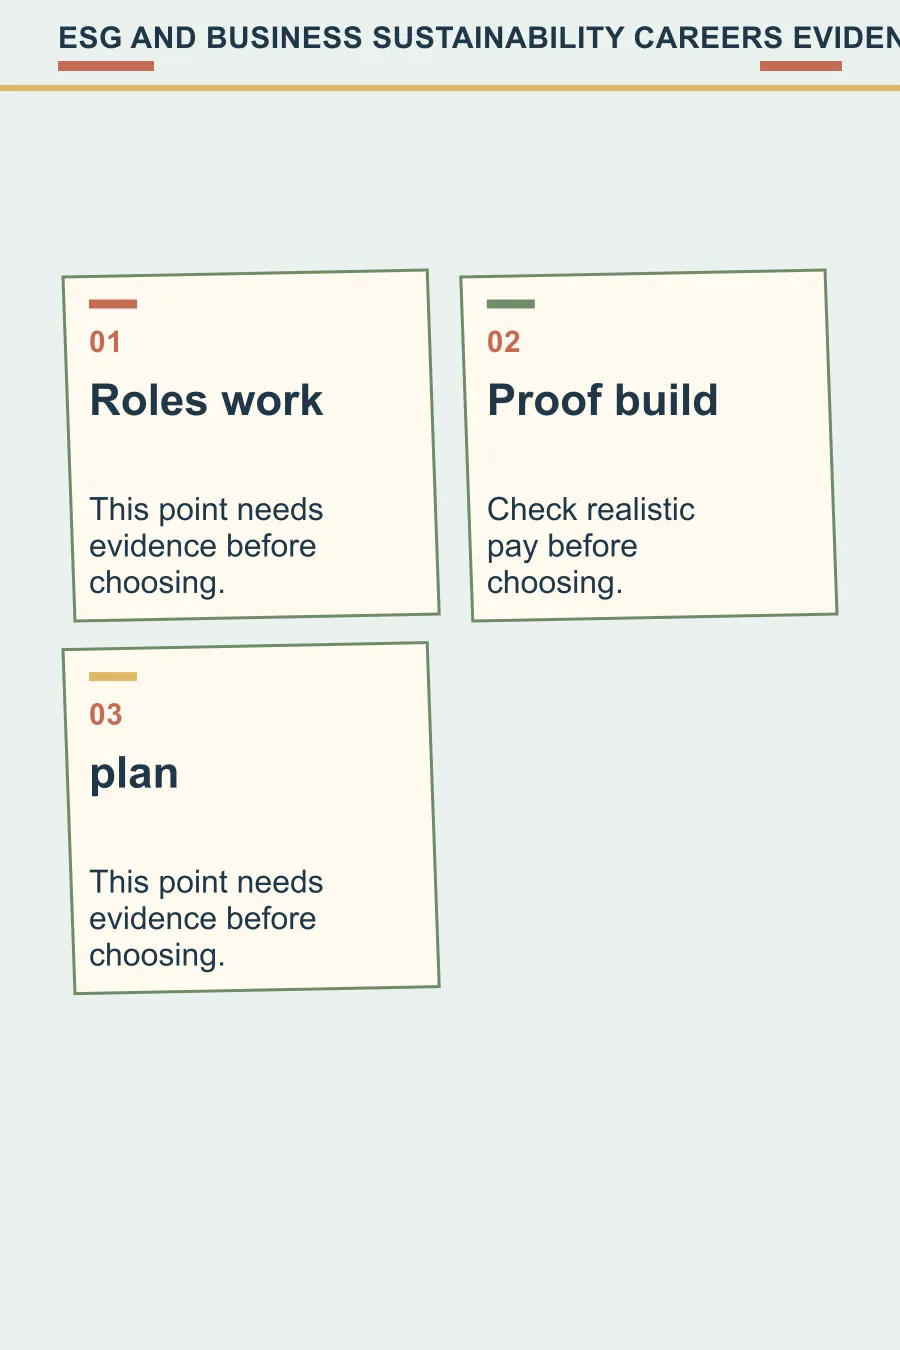 ESG AND BUSINESS SUSTAINABILITY CAREERS EVIDEN
01
Roles work
This point needs
evidence before
choosing.
02
Proof build
Check realistic
pay before
choosing.
03
plan
This point needs
evidence before
choosing.